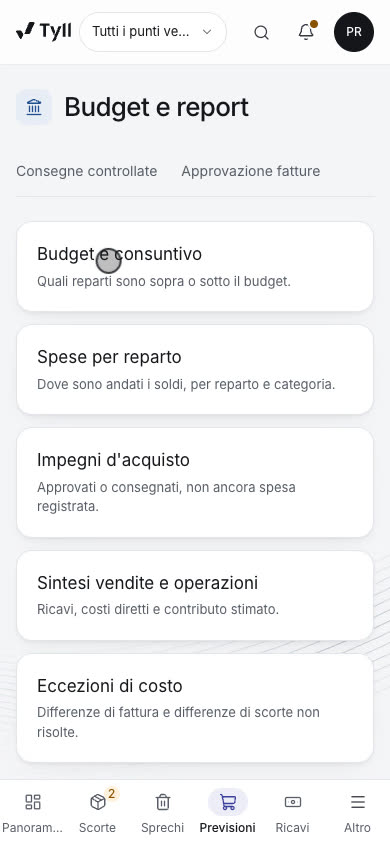 Tyll
Tutti i punti ve...
PR
Budget e report
Consegne controllate
Approvazione fatture
Budget e consuntivo
Quali reparti sono sopra o sotto il budget.
Spese per reparto
Dove sono andati i soldi, per reparto e categoria.
Impegni d'acquisto
Approvati o consegnati, non ancora spesa
registrata.
Sintesi vendite e operazioni
Ricavi, costi diretti e contributo stimato.
Eccezioni di costo
Differenze di fattura e differenze di scorte non
risolte.
2
Panoram...
Scorte
Sprechi
Previsioni
Ricavi
Altro